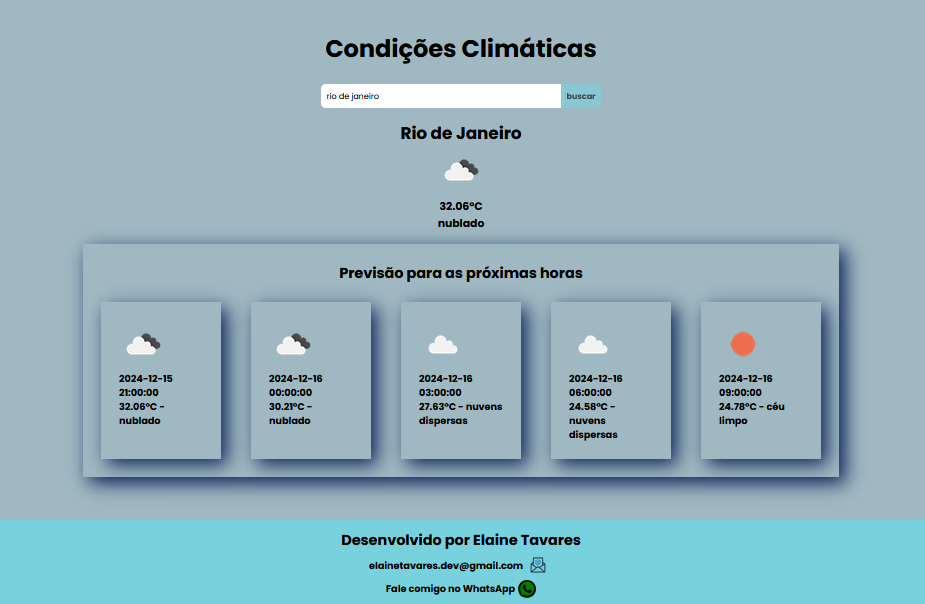 Condições Climáticas
rio de janeiro
buscar
Rio de Janeiro
32.06°C
nublado
Previsão para as próximas horas
2024-12-15
21:00:00
32.06°C -
nublado
2024-12-16
00:00:00
30.21°C -
nublado
2024-12-16
03:00:00
27.63°C - nuvens
dispersas
2024-12-16
06:00:00
24.58°C -
nuvens
dispersas
2024-12-16
09:00:00
24.78°C - céu
limpo
Desenvolvido por Elaine Tavares
elainetavares.dev@gmail.com
Fale comigo no WhatsApp